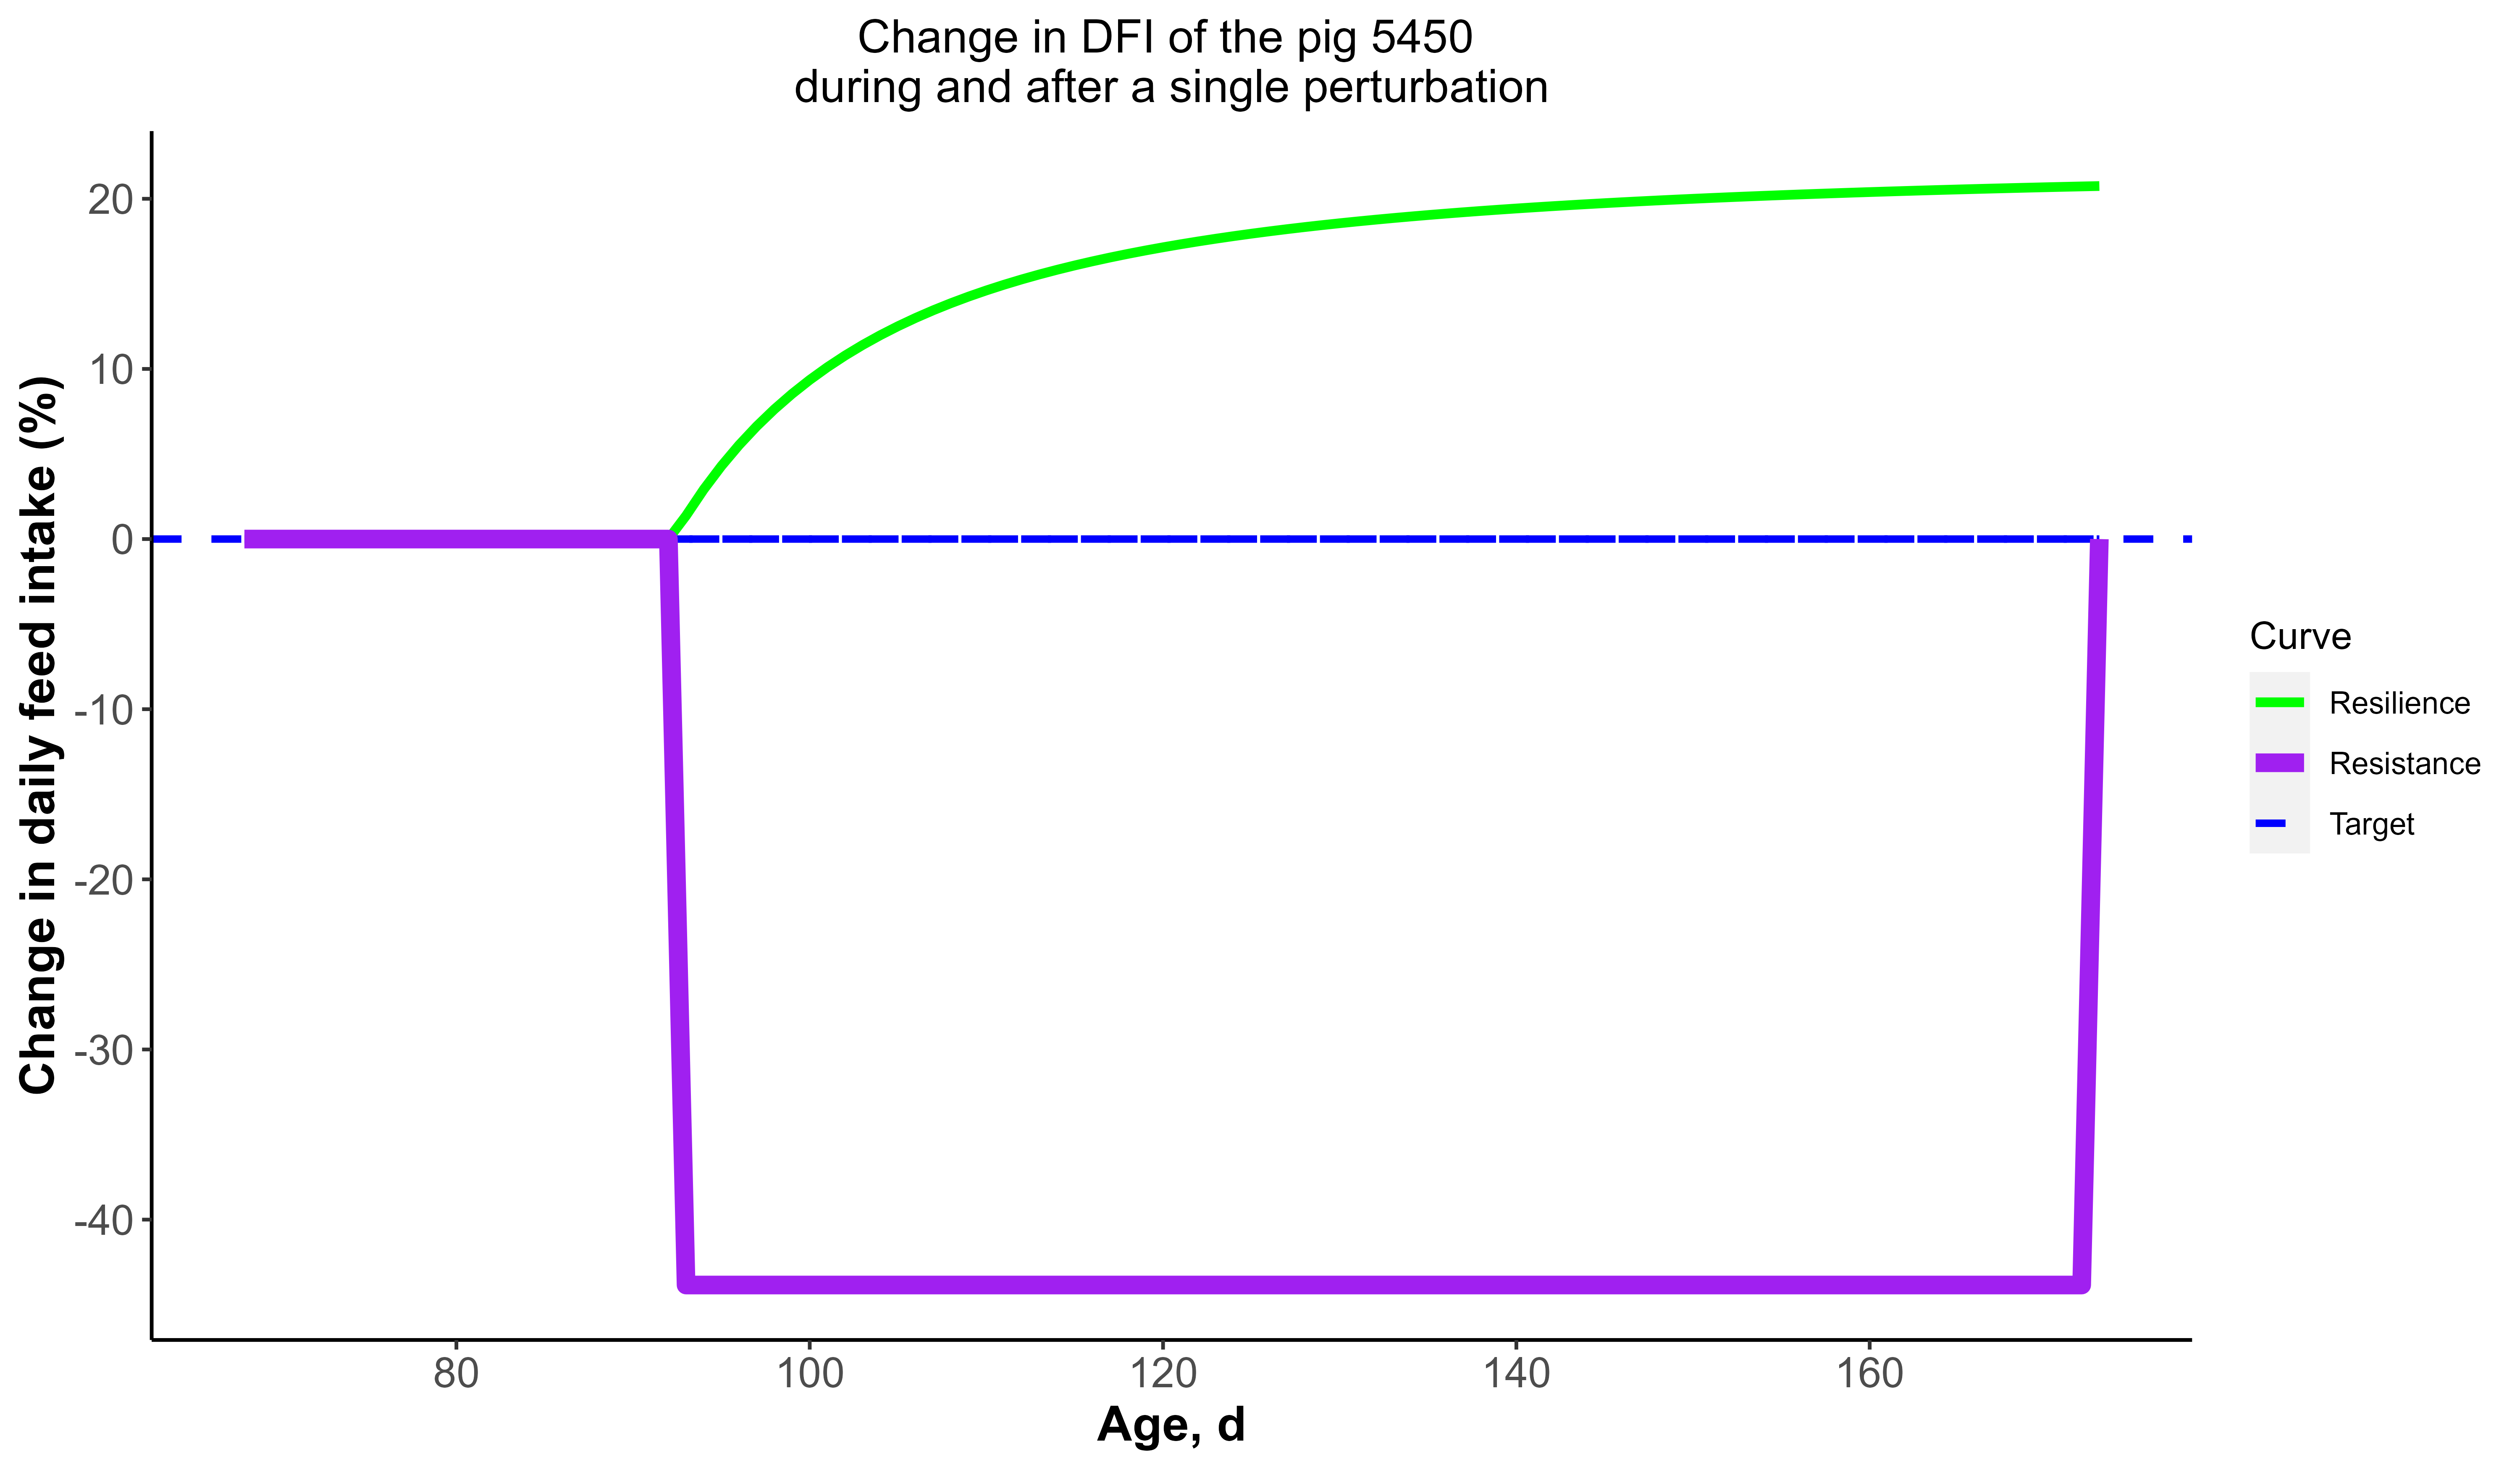 Change in DFI of the pig 5450
during and after a single perturbation
Change in daily feed intake (%)
20
10
0
-10
-20
-30
-40
80
100
120
140
160
Age, d
Curve
Resilience
Resistance
Target